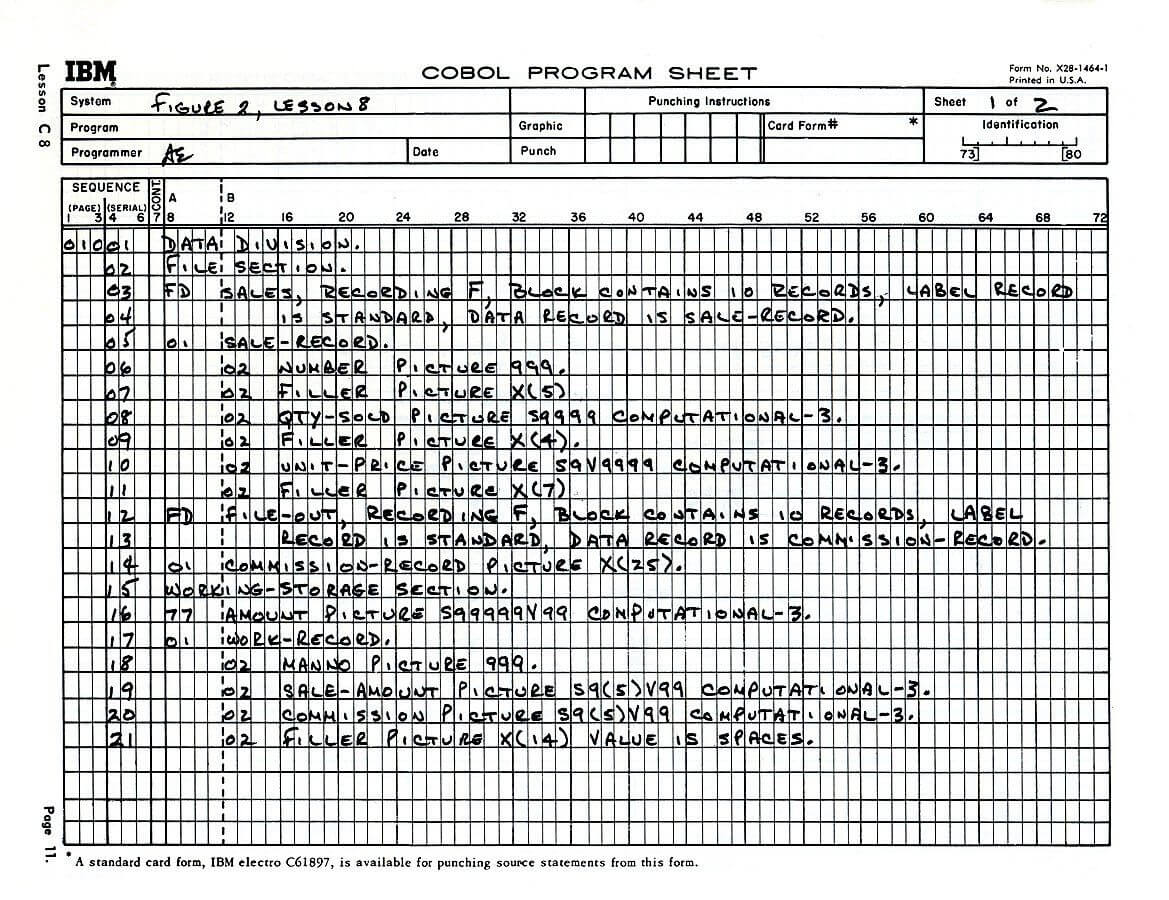 Lesson C8
IBM
COBOL PROGRAM SHEET
Form No. X28-1464-1
Printed in U.S.A.
System FIGURE 2, LESSON 8
Punching Instructions
Sheet 1 of 2
Program
Graphic
Card Form# *
Identification
Programmer AE
Date
Punch
73] [80
SEQUENCE
CONT.
A B
(PAGE) (SERIAL)
1 3 4 6 7 8 12 16 20 24 28 32 36 40 44 48 52 56 60 64 68 72
01001 DATA DIVISION.
02 FILE SECTION.
03 FD SALES, RECORDING F, BLOCK CONTAINS 10 RECORDS, LABEL RECORD
04 IS STANDARD, DATA RECORD IS SALE-RECORD.
05 01 SALE-RECORD.
06 02 NUMBER PICTURE 999.
07 02 FILLER PICTURE X(5)
08 02 QTY-SOLD PICTURE S9999 COMPUTATIONAL-3.
09 02 FILLER PICTURE X(4).
10 02 UNIT-PRICE PICTURE S9V9999 COMPUTATIONAL-3.
11 02 FILLER PICTURE X(7)
12 FD FILE-OUT, RECORDING F, BLOCK CONTAINS 10 RECORDS, LABEL
13 RECORD IS STANDARD, DATA RECORD IS COMMISSION-RECORD.
14 01 COMMISSION-RECORD PICTURE X(25).
15 WORKING-STORAGE SECTION.
16 77 AMOUNT PICTURE S99999V99 COMPUTATIONAL-3.
17 01 WORK-RECORD.
18 02 MANNO PICTURE 999.
19 02 SALE-AMOUNT PICTURE S9(5)V99 COMPUTATIONAL-3.
20 02 COMMISSION PICTURE S9(5)V99 COMPUTATIONAL-3.
21 02 FILLER PICTURE X(14) VALUE IS SPACES.
Page 11.
* A standard card form, IBM electro C61897, is available for punching source statements from this form.